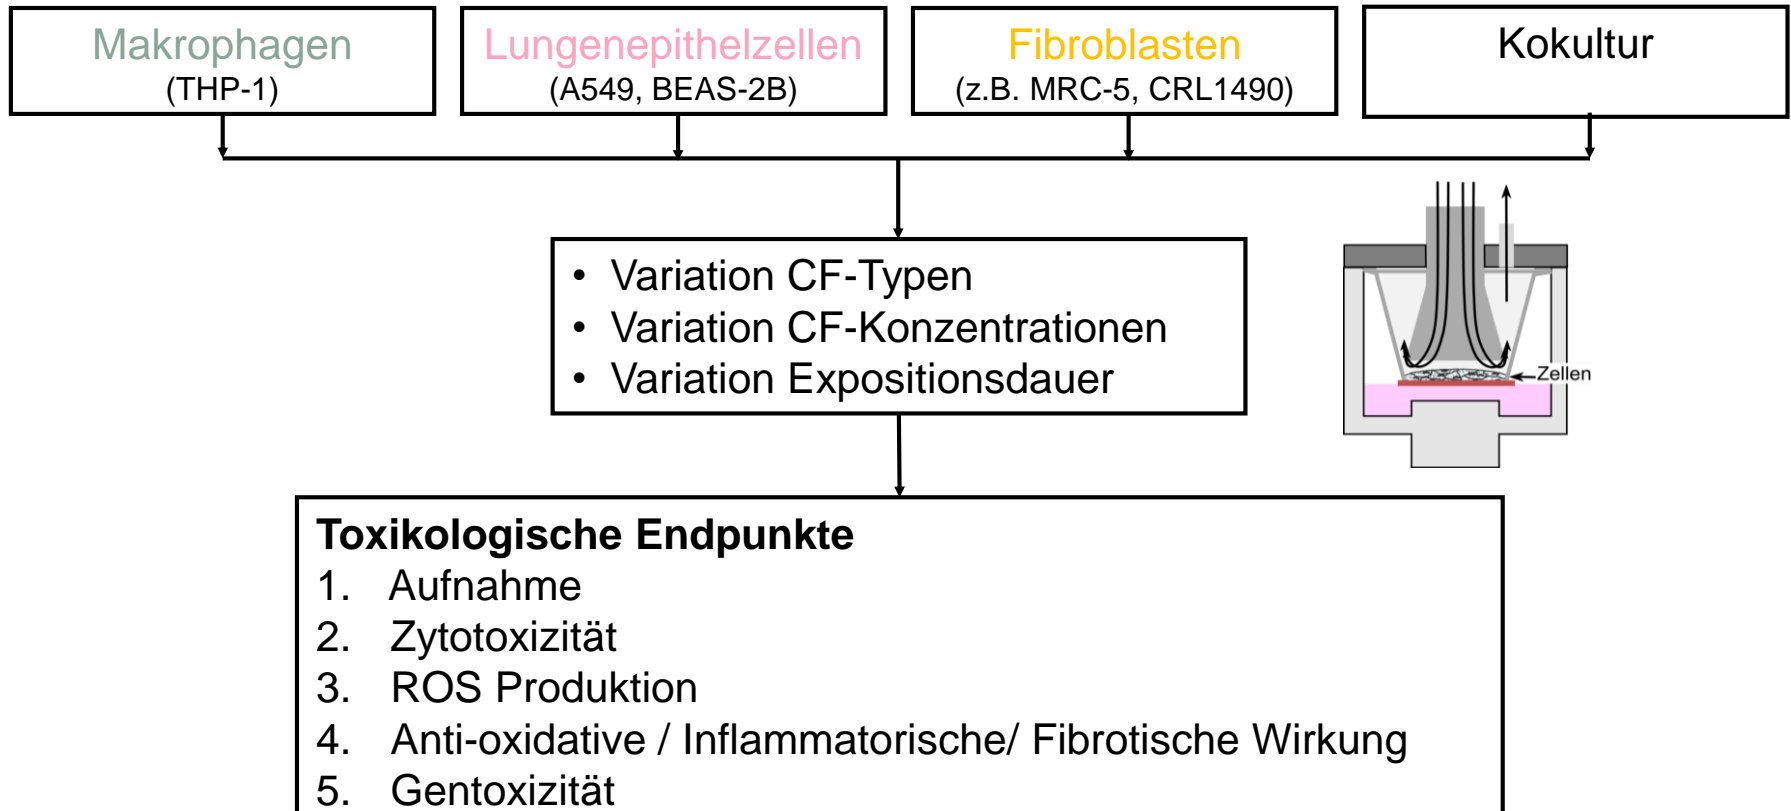 Makrophagen
(THP-1)
Lungenepithelzellen
(A549, BEAS-2B)
Fibroblasten
(z.B. MRC-5, CRL1490)
Kokultur
• Variation CF-Typen
• Variation CF-Konzentrationen
• Variation Expositionsdauer
Zellen
Toxikologische Endpunkte
1. Aufnahme
2. Zytotoxizität
3. ROS Produktion
4. Anti-oxidative / Inflammatorische/ Fibrotische Wirkung
5. Gentoxizität